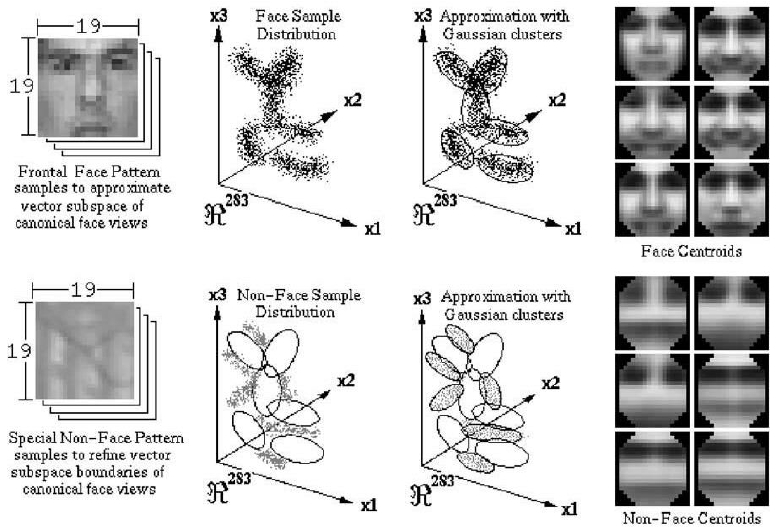 19
19
Frontal Face Pattern
samples to approximate
vector subspace of
canonical face views
x3
Face Sample
Distribution
x2
ℜ283
x1
x3
Approximation with
Gaussian clusters
x2
ℜ283
x1
Face Centroids
19
19
Special Non-Face Pattern
samples to refine vector
subspace boundaries of
canonical face views
x3
Non-Face Sample
Distribution
x2
ℜ283
x1
x3
Approximation with
Gaussian clusters
x2
ℜ283
x1
Non-Face Centroids